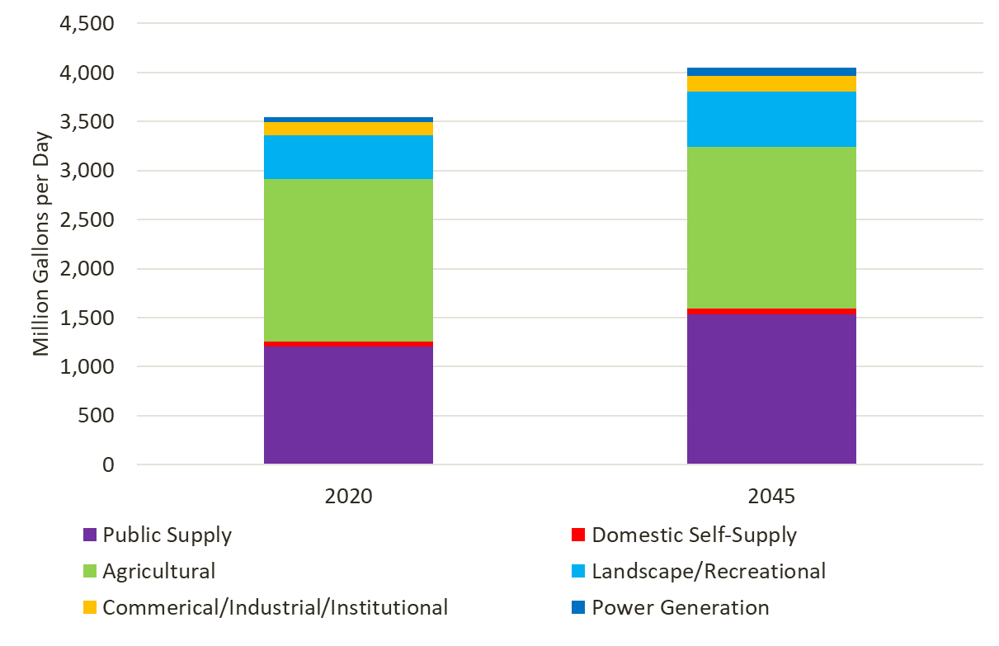 4,500
4,000
3,500
3,000
2,500
2,000
1,500
1,000
500
0
Million Gallons per Day
2020 2045
Public Supply Domestic Self-Supply
Agricultural Landscape/Recreational
Commerical/Industrial/Institutional Power Generation